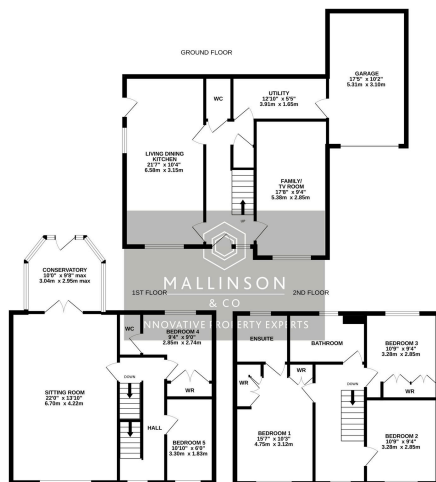 GROUND FLOOR
GARAGE
17'5" x 10'2"
5.31m x 3.10m
UTILITY
12'10" x 5'5"
3.91m x 1.65m
WC
LIVING DINING
KITCHEN
21'7" x 10'4"
6.58m x 3.15m
FAMILY/
TV ROOM
17'8" x 9'4"
5.38m x 2.85m
UP
MALLINSON
& CO
INNOVATIVE PROPERTY EXPERTS
1ST FLOOR
CONSERVATORY
10'0" x 9'8" max
3.04m x 2.95m max
WC
BEDROOM 4
9'4" x 9'0"
2.85m x 2.74m
SITTING ROOM
22'0" x 13'10"
6.70m x 4.22m
DOWN
WR
HALL
BEDROOM 5
10'10" x 6'0"
3.30m x 1.83m
2ND FLOOR
ENSUITE
BATHROOM
BEDROOM 3
10'9" x 9'4"
3.28m x 2.85m
WR
WR
DOWN
WR
BEDROOM 1
15'7" x 10'3"
4.75m x 3.12m
BEDROOM 2
10'9" x 9'4"
3.28m x 2.85m